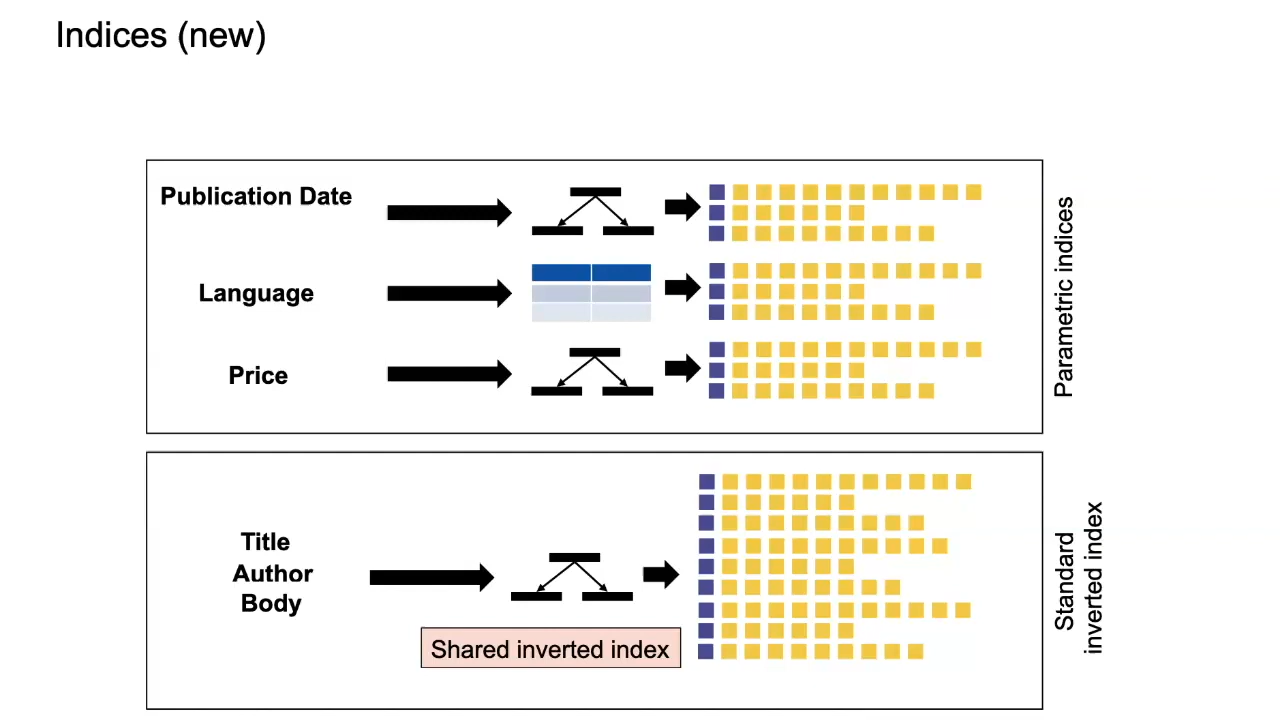 Indices (new)
Publication Date
Language
Price
Parametric indices
Title
Author
Body
Shared inverted index
Standard
inverted index